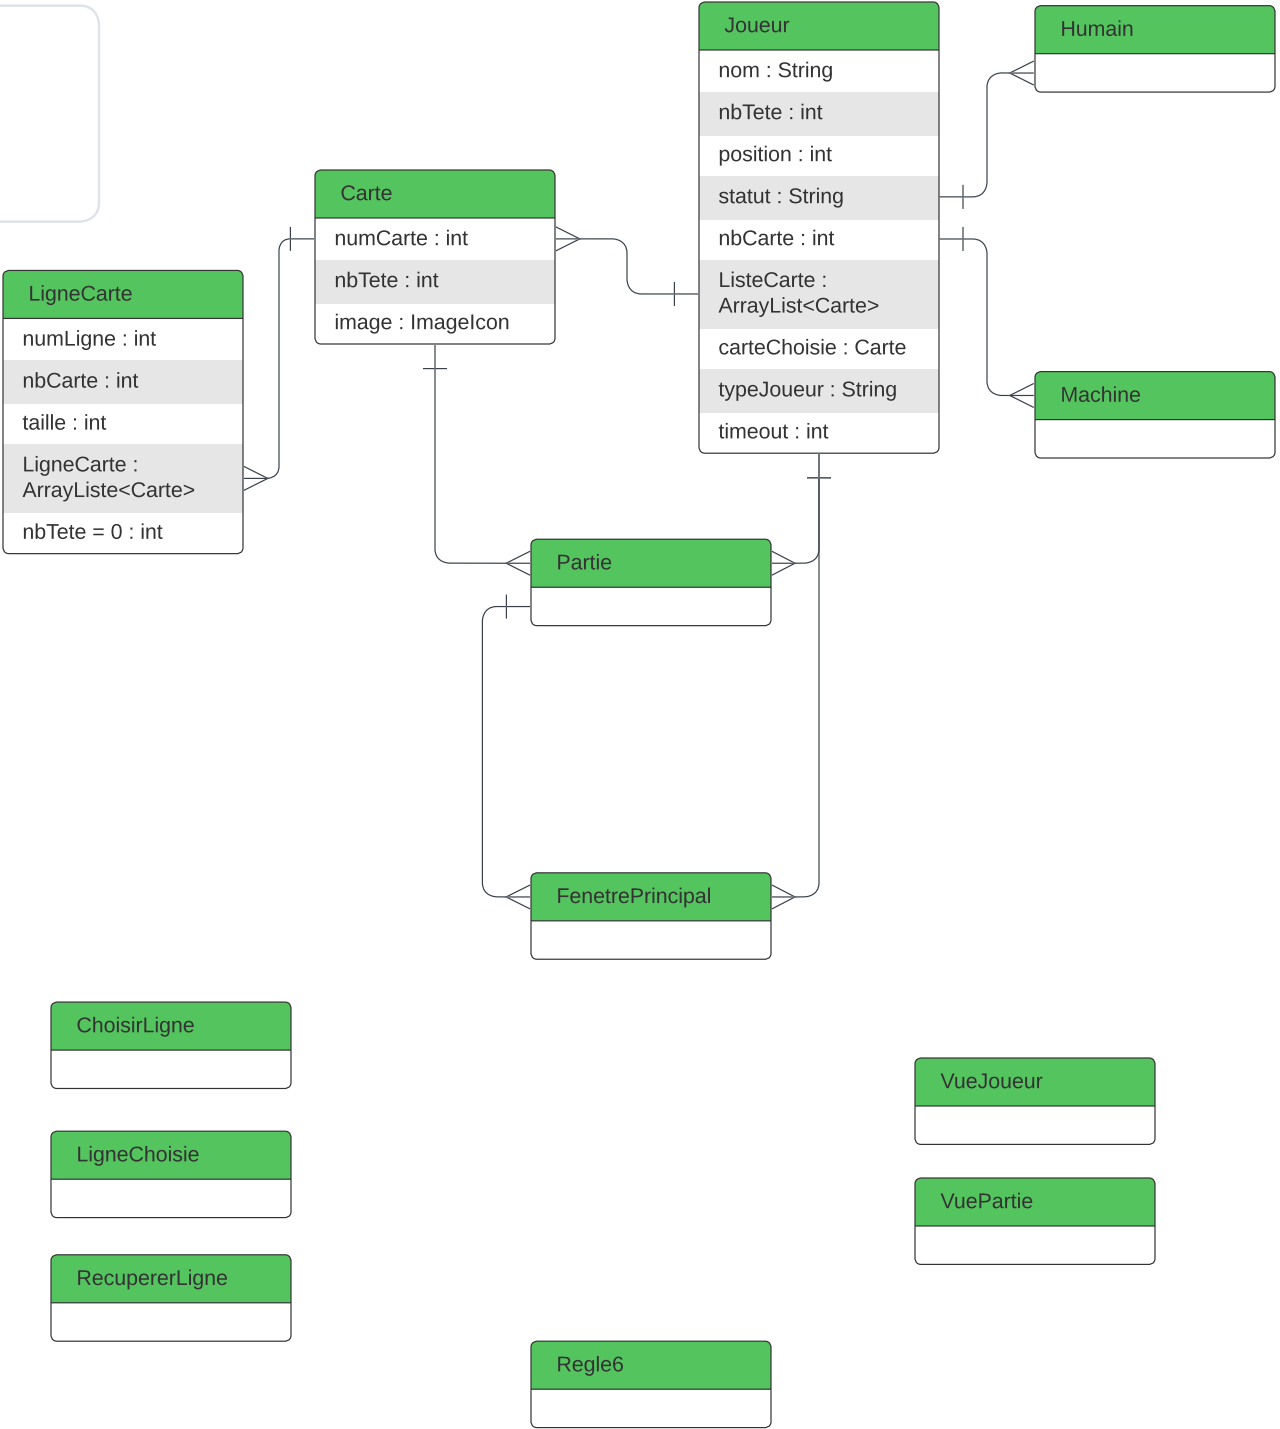 Joueur
nom : String
nbTete : int
position : int
statut : String
nbCarte : int
ListeCarte :
ArrayList<Carte>
carteChoisie : Carte
typeJoueur : String
timeout : int
Humain
Carte
numCarte : int
nbTete : int
image : ImageIcon
LigneCarte
numLigne : int
nbCarte : int
taille : int
LigneCarte :
ArrayListe<Carte>
nbTete = 0 : int
Machine
Partie
FenetrePrincipal
ChoisirLigne
LigneChoisie
RecupererLigne
VueJoueur
VuePartie
Regle6